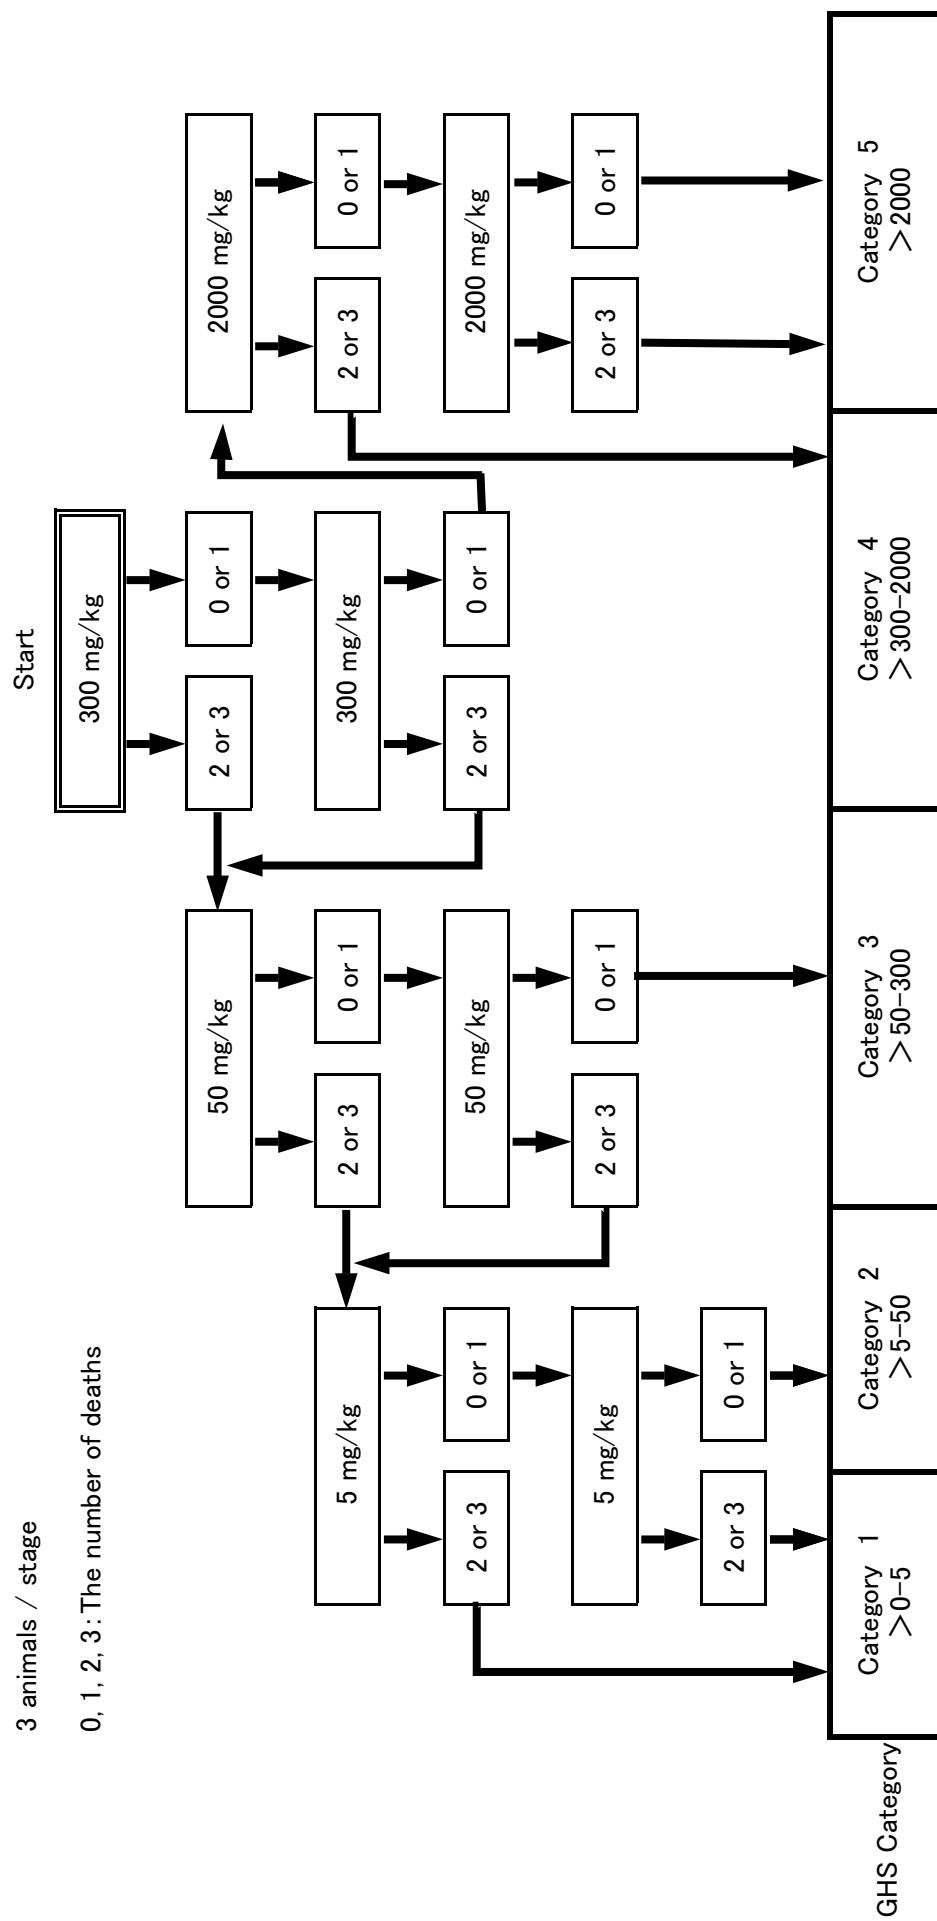 3 animals / stage
0, 1, 2, 3 : The number of deaths
Start
300 mg/kg
2 or 3
0 or 1
300 mg/kg
2 or 3
0 or 1
50 mg/kg
2 or 3
0 or 1
50 mg/kg
2 or 3
0 or 1
5 mg/kg
2 or 3
0 or 1
5 mg/kg
2 or 3
0 or 1
2000 mg/kg
2 or 3
0 or 1
2000 mg/kg
2 or 3
0 or 1
GHS Category
Category 1
＞0-5
Category 2
＞5-50
Category 3
＞50-300
Category 4
＞300-2000
Category 5
＞2000